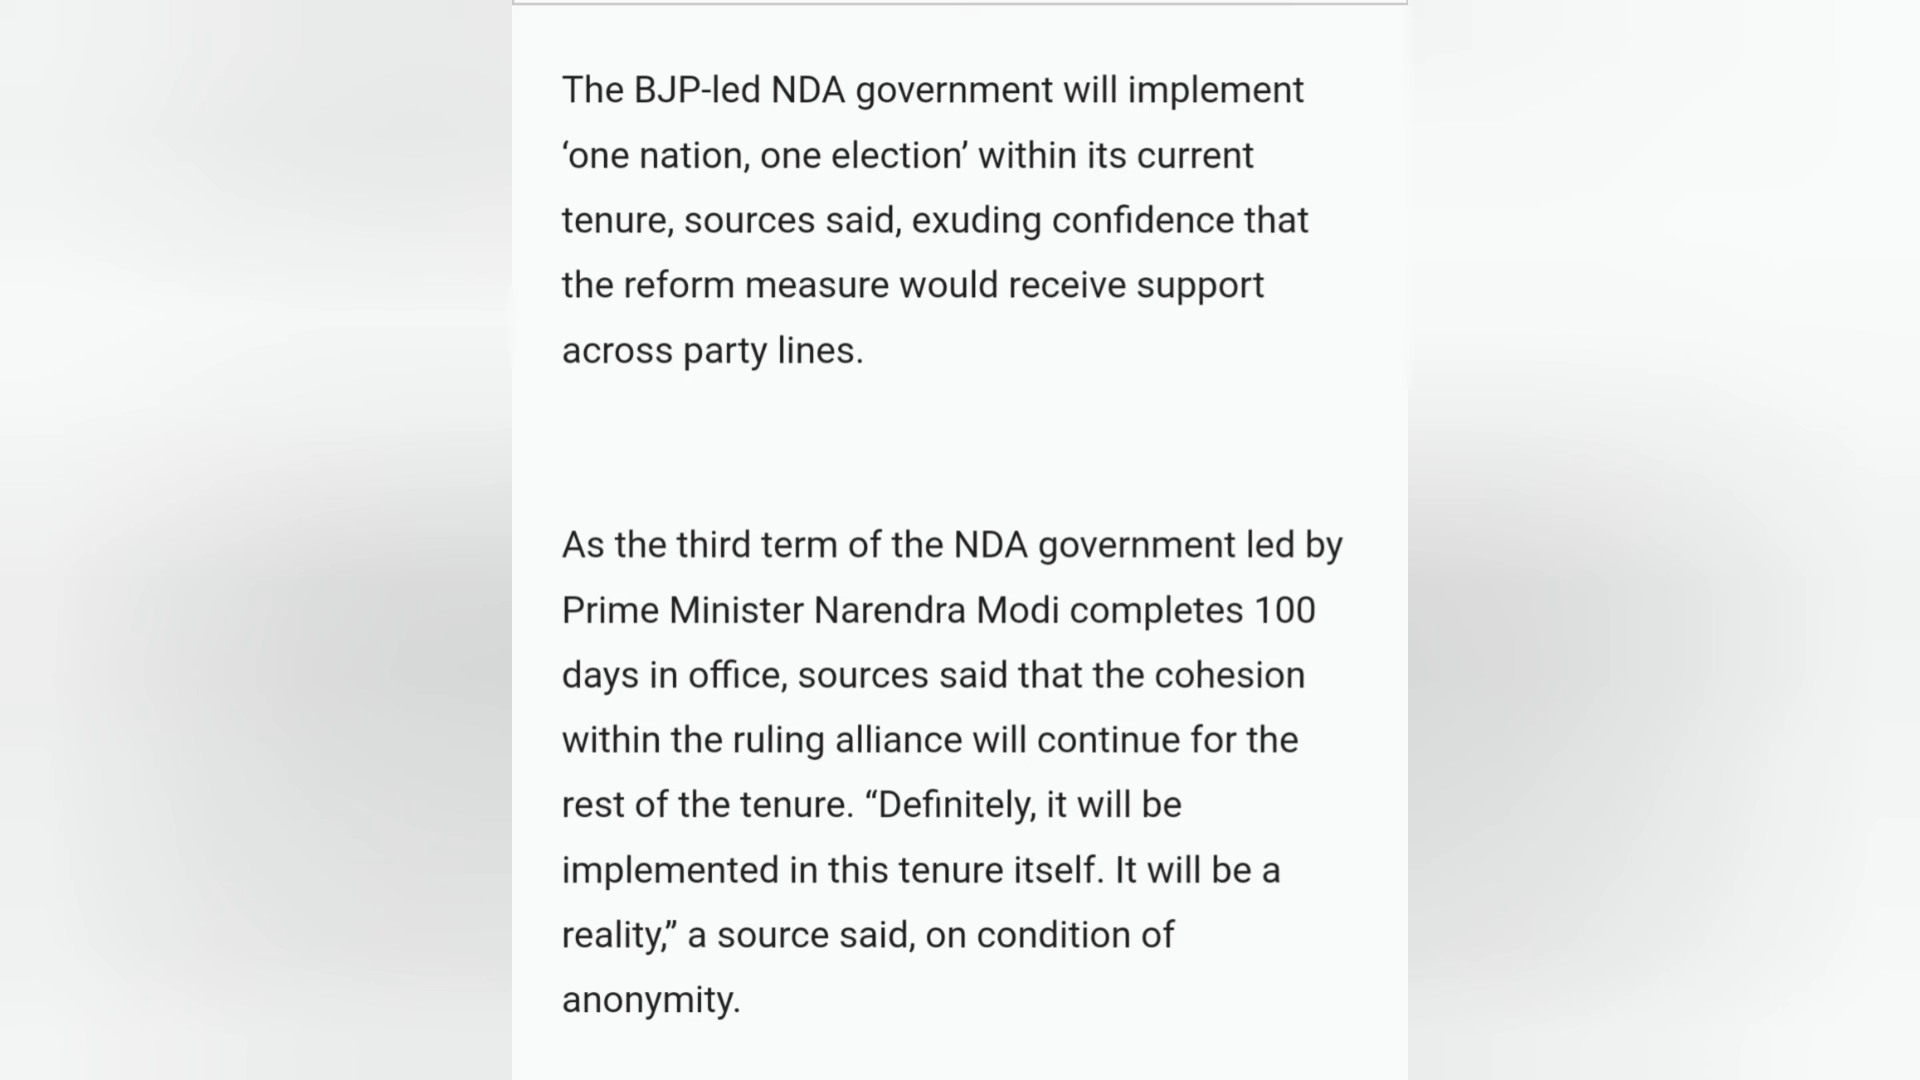 The BJP-led NDA government will implement
‘one nation, one election’ within its current
tenure, sources said, exuding confidence that
the reform measure would receive support
across party lines.
As the third term of the NDA government led by
Prime Minister Narendra Modi completes 100
days in office, sources said that the cohesion
within the ruling alliance will continue for the
rest of the tenure. “Definitely, it will be
implemented in this tenure itself. It will be a
reality,” a source said, on condition of
anonymity.